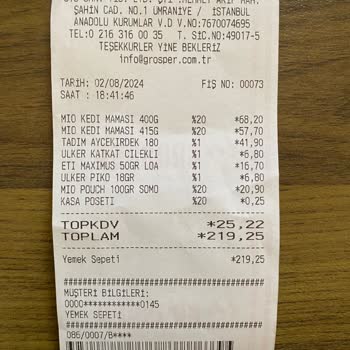 ŞAHİN CAD. NO.1 ÜMRANİYE / İSTANBUL
ANADOLU KURUMLAR V.D V.NO:7670074695
TEL:0 216 316 00 35 T. SİC.NO:49017-5
TEŞEKKÜRLER YİNE BEKLERİZ
info@grosper.com.tr
TARİH: 02/08/2024 FİŞ NO: 00073
SAAT : 18:41:46
MIO KEDI MAMASI 400G %20 *68,20
MIO KEDI MAMASI 415G %20 *57,70
TADIM AYCEKIRDEK 180 %1 *41,90
ULKER KATKAT CILEKLI %1 *6,80
ETI MAXIMUS 50GR LOA %1 *16,70
ULKER PIKO 18GR %1 *6,80
MIO POUCH 100GR SOMO %20 *20,90
KASA POSETI %20 *0,25
TOPKDV *25,22
TOPLAM *219,25
Yemek Sepeti *219,25
################################
MÜŞTERİ BİLGİLERİ:
0000************0145
YEMEK SEPETİ
################################
086/0007/B****